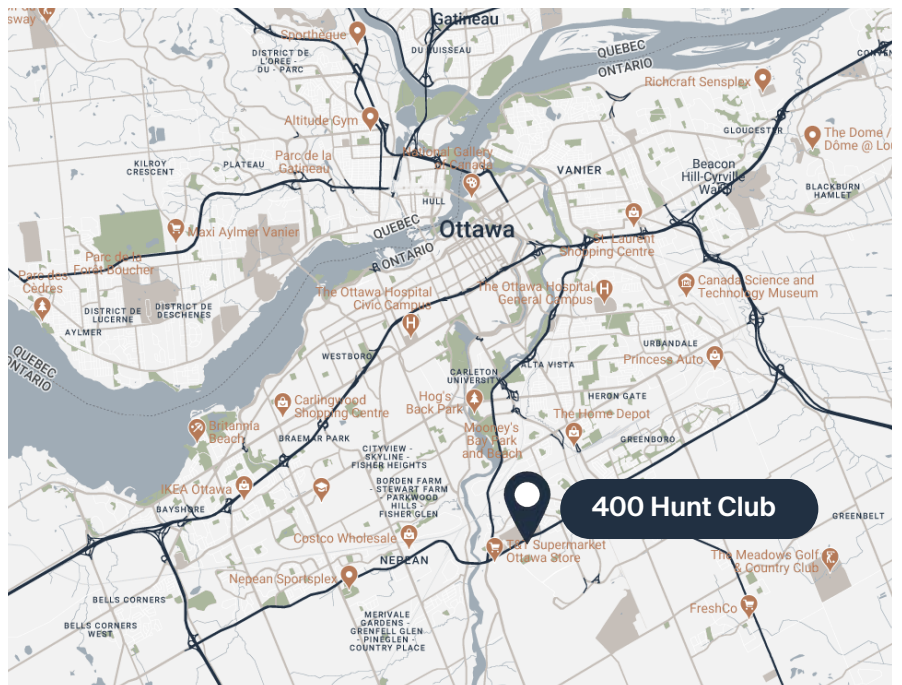 Gatineau
sway
Sportheque
DISTRICT DE
L'ORÉE -
DU - PARC
DU RUISSEAU
QUEBEC
ONTARIO
Richcraft Sensplex
Altitude Gym
GLOUCESTER
The Dome /
Dôme @ Lou
National Gallery
of Canada
Parc de la
Gatineau
KILROY
CRESCENT
PLATEAU
VANIER
Beacon
Hill-Cyrville
Ward
BLACKBURN
HAMLET
HULL
Maxi Aylmer Vanier
QUEBEC
ONTARIO
Ottawa
St. Laurent
Shopping Centre
Parc de la
Forêt Boucher
Parc des
Cèdres
The Ottawa Hospital
Civic Campus
The Ottawa Hospital
General Campus
Canada Science and
Technology Museum
DISTRICT DE
LUCERNE
DISTRICT DE
DESCHENES
AYLMER
QUEBEC
ONTARIO
WESTBORO
URBANDALE
Princess Auto
CARLETON
UNIVERSITY
ALTA VISTA
Carlingwood
Shopping Centre
Hog's
Back Park
HERON GATE
The Home Depot
Britannia
Beach
BRAEMAR PARK
Mooney's
Bay Park
and Beach
GREENBORO
CITYVIEW -
SKYLINE -
FISHER HEIGHTS
IKEA Ottawa
BORDEN FARM
- STEWART FARM
- PARKWOOD
HILLS -
FISHER GLEN
BAYSHORE
400 Hunt Club
GREENBELT
Costco Wholesale
T&T Supermarket
Ottawa Store
NEPEAN
The Meadows Golf
& Country Club
Nepean Sportsplex
BELLS CORNERS
FreshCo
BELLS CORNERS
WEST
MERIVALE
GARDENS -
GRENFELL GLEN
- PINEGLEN -
COUNTRY PLACE